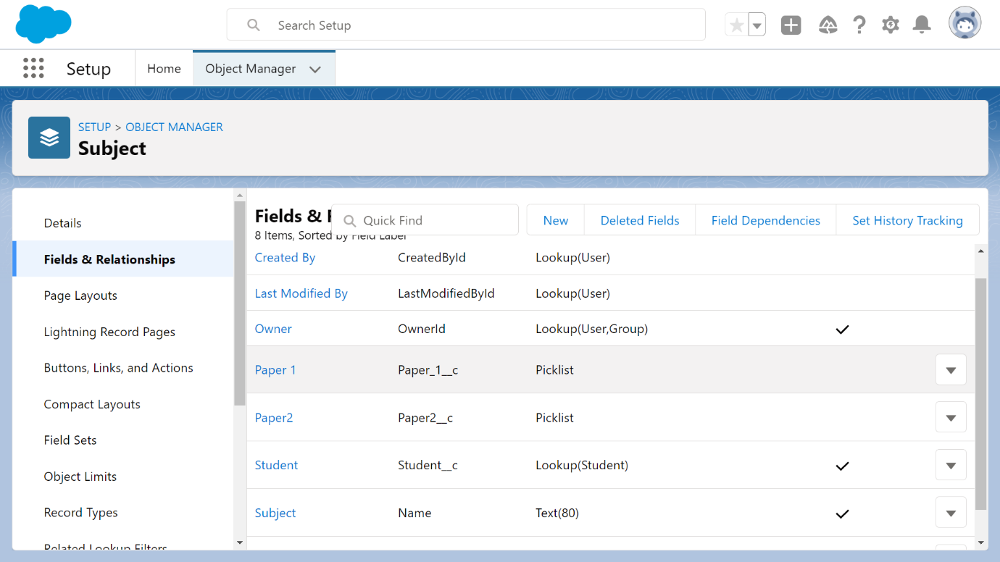 Search Setup
Setup
Home
Object Manager
SETUP > OBJECT MANAGER
Subject
Details
Fields & Relationships
Page Layouts
Lightning Record Pages
Buttons, Links, and Actions
Compact Layouts
Field Sets
Object Limits
Record Types
Related Lookup Filters
Fields &
8 Items, Sorted by Field Label
Quick Find
New
Deleted Fields
Field Dependencies
Set History Tracking
Created By CreatedById Lookup(User)
Last Modified By LastModifiedById Lookup(User)
Owner OwnerId Lookup(User,Group)
Paper 1 Paper_1__c Picklist
Paper2 Paper2__c Picklist
Student Student__c Lookup(Student)
Subject Name Text(80)